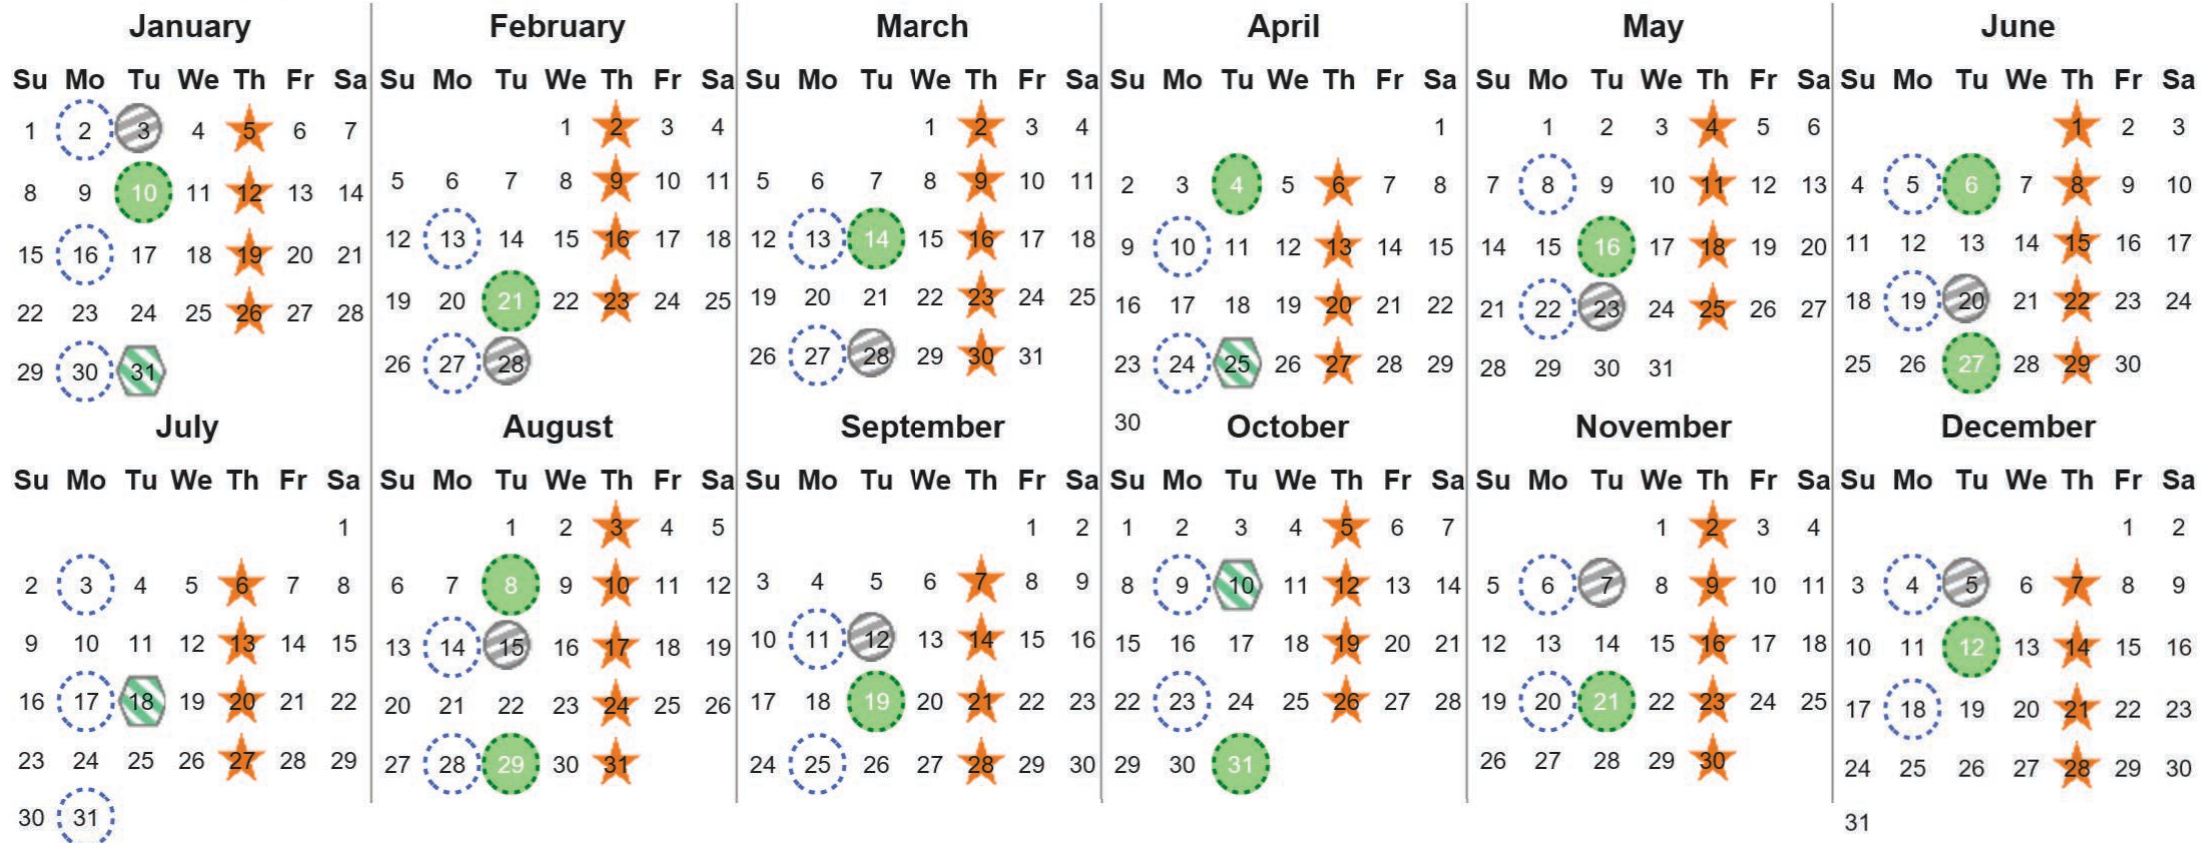 January February March April May June
Su Mo Tu We Th Fr Sa Su Mo Tu We Th Fr Sa Su Mo Tu We Th Fr Sa Su Mo Tu We Th Fr Sa Su Mo Tu We Th Fr Sa Su Mo Tu We Th Fr Sa
1 2 3 4 5 6 7 1 2 3 4 1 2 3 4 1 1 2 3 4 5 6 1 2 3
8 9 10 11 12 13 14 5 6 7 8 9 10 11 5 6 7 8 9 10 11 2 3 4 5 6 7 8 7 8 9 10 11 12 13 4 5 6 7 8 9 10
15 16 17 18 19 20 21 12 13 14 15 16 17 18 12 13 14 15 16 17 18 9 10 11 12 13 14 15 14 15 16 17 18 19 20 11 12 13 14 15 16 17
22 23 24 25 26 27 28 19 20 21 22 23 24 25 19 20 21 22 23 24 25 16 17 18 19 20 21 22 21 22 23 24 25 26 27 18 19 20 21 22 23 24
29 30 31 26 27 28 26 27 28 29 30 31 23 24 25 26 27 28 29 28 29 30 31 25 26 27 28 29 30
30
July August September October November December
Su Mo Tu We Th Fr Sa Su Mo Tu We Th Fr Sa Su Mo Tu We Th Fr Sa Su Mo Tu We Th Fr Sa Su Mo Tu We Th Fr Sa Su Mo Tu We Th Fr Sa
1 1 2 3 4 5 1 2 1 2 3 4 5 6 7 1 2 3 4 1 2
2 3 4 5 6 7 8 6 7 8 9 10 11 12 3 4 5 6 7 8 9 8 9 10 11 12 13 14 5 6 7 8 9 10 11 3 4 5 6 7 8 9
9 10 11 12 13 14 15 13 14 15 16 17 18 19 10 11 12 13 14 15 16 15 16 17 18 19 20 21 12 13 14 15 16 17 18 10 11 12 13 14 15 16
16 17 18 19 20 21 22 20 21 22 23 24 25 26 17 18 19 20 21 22 23 22 23 24 25 26 27 28 19 20 21 22 23 24 25 17 18 19 20 21 22 23
23 24 25 26 27 28 29 27 28 29 30 31 24 25 26 27 28 29 30 29 30 31 26 27 28 29 30 24 25 26 27 28 29 30
30 31 31